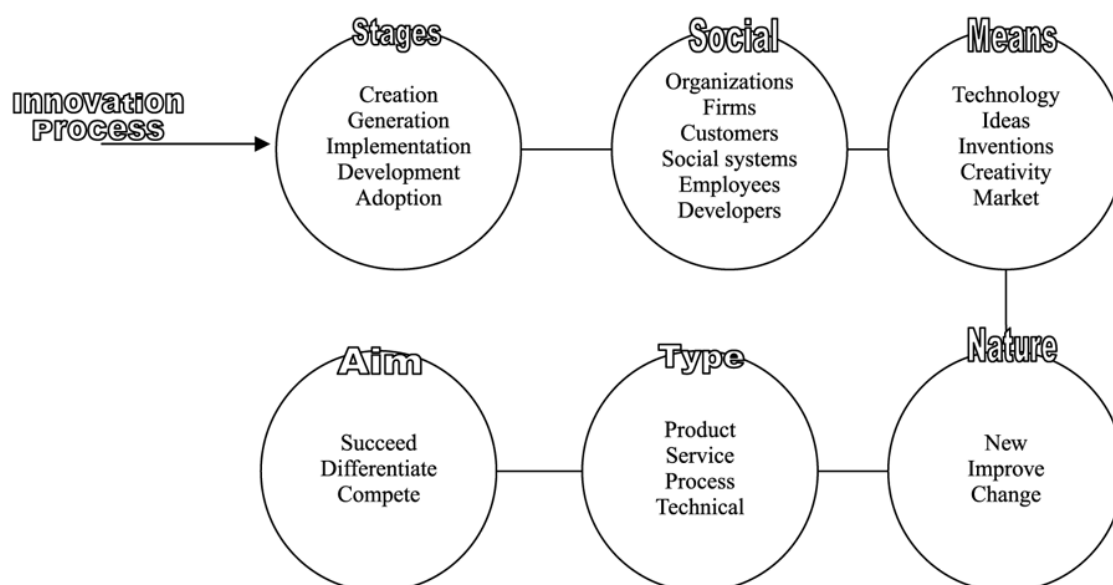 Innovation
Process
Stages
Creation
Generation
Implementation
Development
Adoption
Social
Organizations
Firms
Customers
Social systems
Employees
Developers
Means
Technology
Ideas
Inventions
Creativity
Market
Nature
New
Improve
Change
Type
Product
Service
Process
Technical
Aim
Succeed
Differentiate
Compete